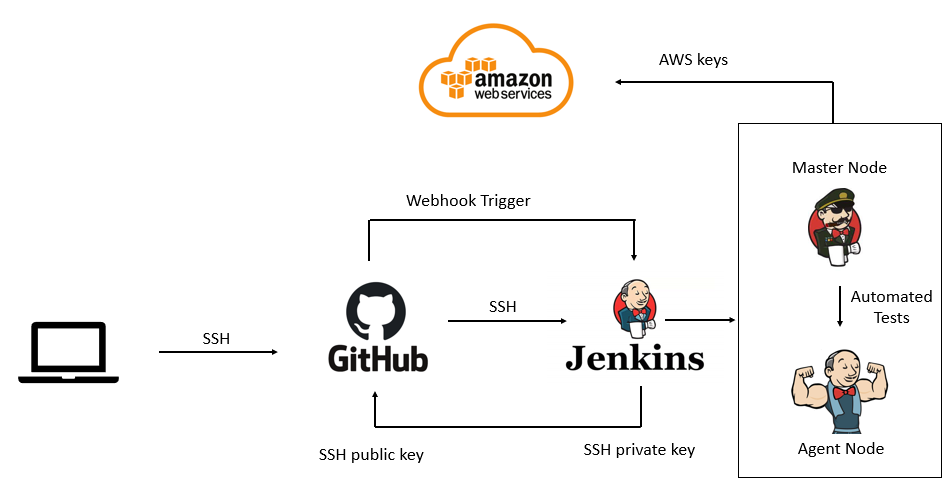 amazon
web services
AWS keys
Master Node
Webhook Trigger
Automated
Tests
SSH
SSH
GitHub
Jenkins
Agent Node
SSH public key
SSH private key